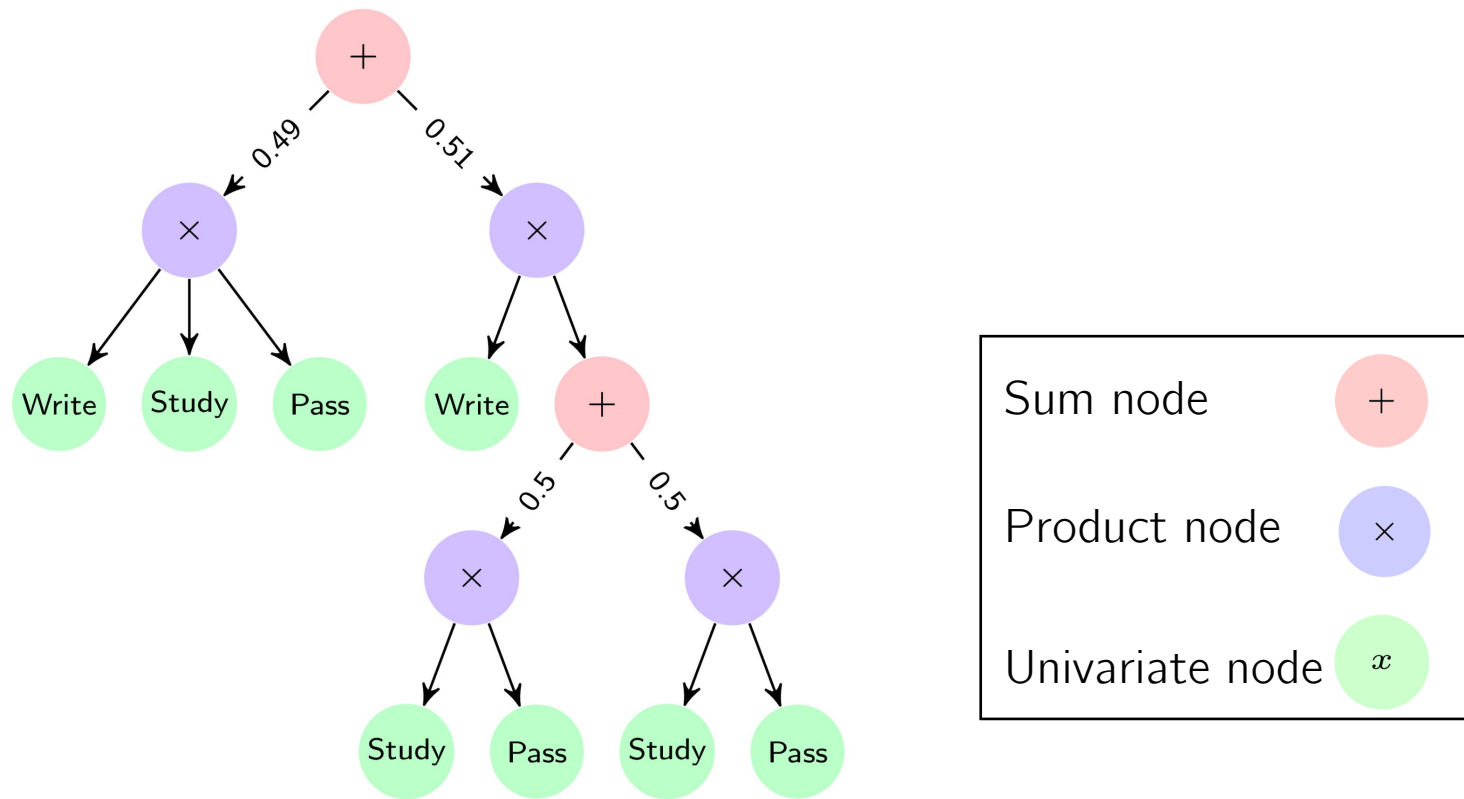 +
0.49
0.51
×
×
Write
Study
Pass
Write
+
0.5
0.5
×
×
Study
Pass
Study
Pass
Sum node +
Product node ×
Univariate node x